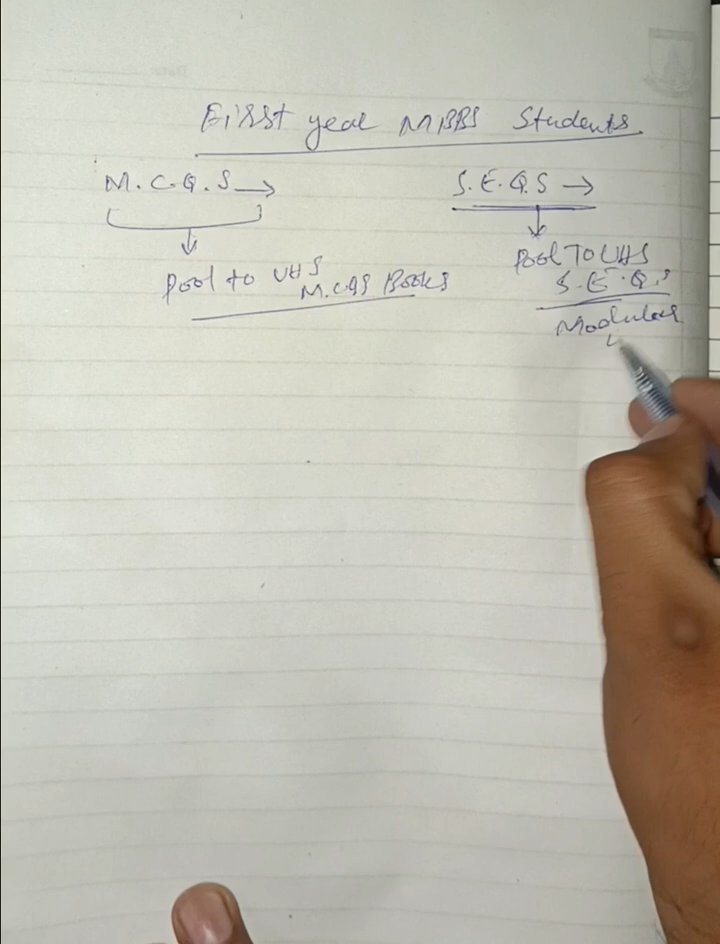 First year MBBS Students
M.C.Q.S →
S.E.Q.S →
Pool to UHS
M.CQS Books
Pool TO UHS
S.E.Q.S
Modular